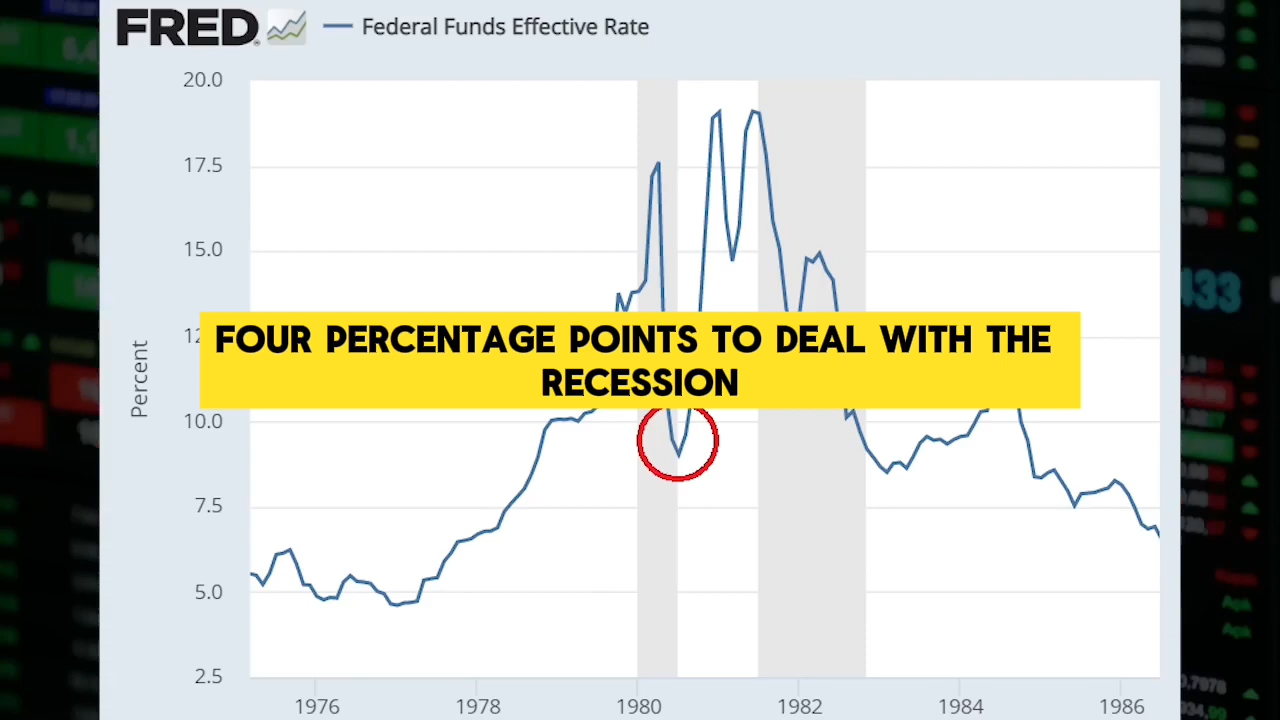 FRED
Federal Funds Effective Rate
20.0
17.5
15.0
10.0
7.5
5.0
2.5
Percent
FOUR PERCENTAGE POINTS TO DEAL WITH THE
RECESSION
1976
1978
1980
1982
1984
1986
433